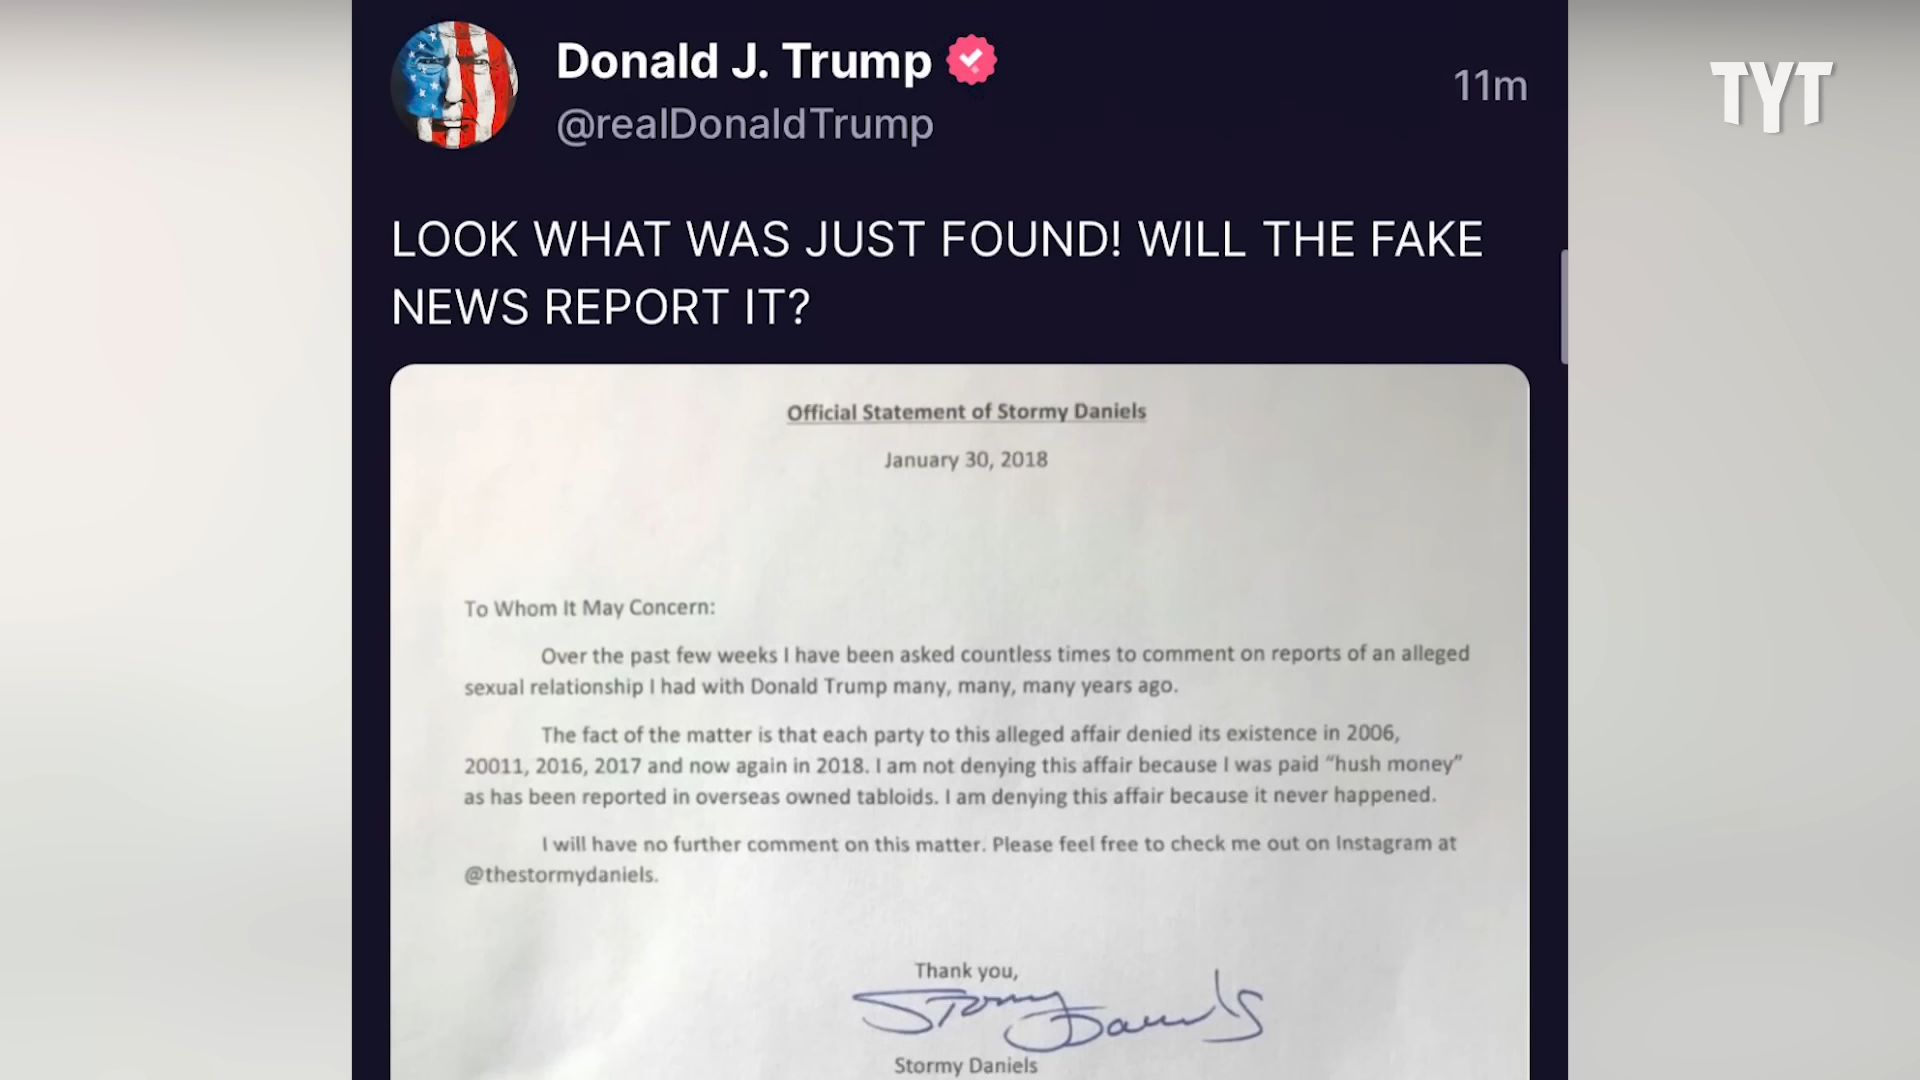 Donald J. Trump
@realDonaldTrump
11m
TYT
LOOK WHAT WAS JUST FOUND! WILL THE FAKE
NEWS REPORT IT?
Official Statement of Stormy Daniels
January 30, 2018
To Whom It May Concern:
Over the past few weeks I have been asked countless times to comment on reports of an alleged
sexual relationship I had with Donald Trump many, many, many years ago.
The fact of the matter is that each party to this alleged affair denied its existence in 2006,
20011, 2016, 2017 and now again in 2018. I am not denying this affair because I was paid “hush money”
as has been reported in overseas owned tabloids. I am denying this affair because it never happened.
I will have no further comment on this matter. Please feel free to check me out on Instagram at
@thestormydaniels.
Thank you,
Stormy Daniels
Stormy Daniels